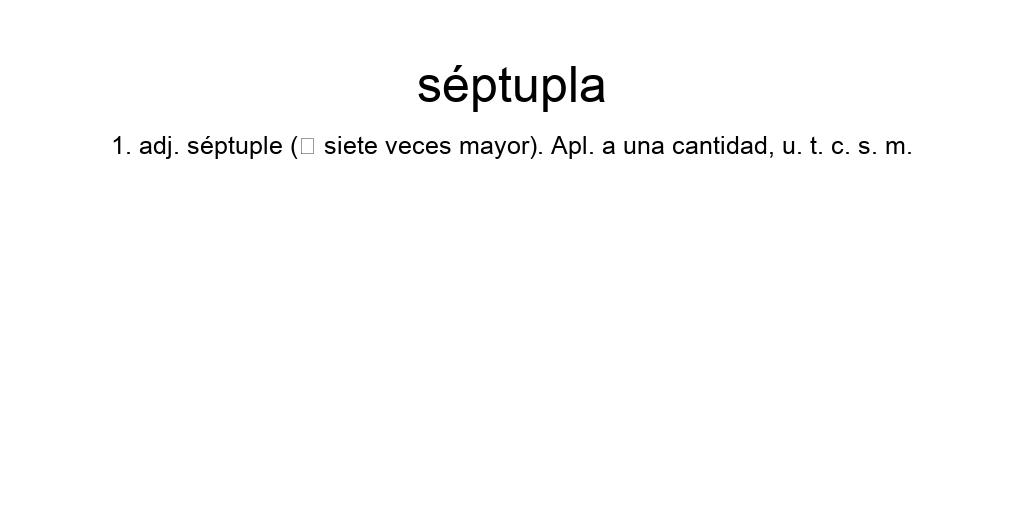 séptupla
1. adj. séptuple (▯ siete veces mayor). Apl. a una cantidad, u. t. c. s. m.